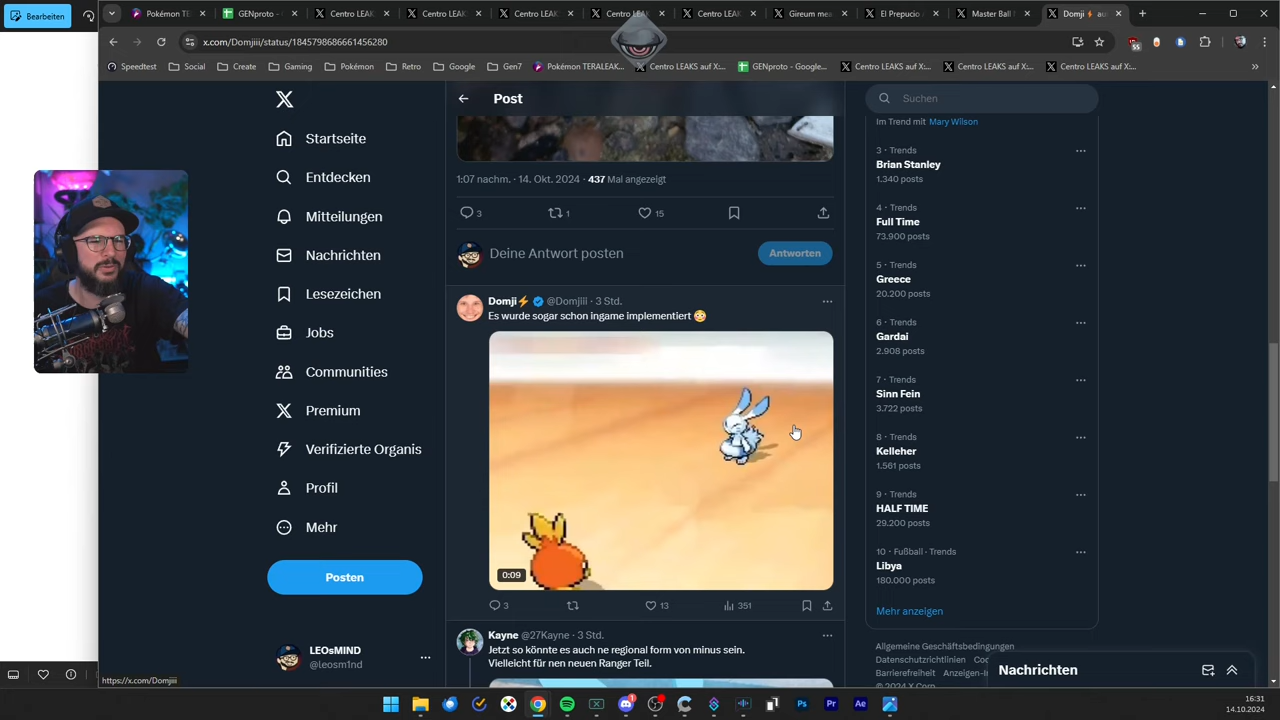 Bearbeiten
Pokémon TE
GENproto -
Centro LEAK
Centro LEAK
Centro LEAK
Centro LEAK
Centro LEAK
Gireum mea
El Prepucio
Master Ball
Domji⚡ au
x.com/Domjiii/status/1845798686661456280
Speedtest
Social
Create
Gaming
Pokémon
Retro
Google
Gen7
Pokémon TERALEAK...
Centro LEAKS auf X:...
GENproto - Google...
Centro LEAKS auf X:...
Centro LEAKS auf X:...
Centro LEAKS auf X:...
Startseite
Entdecken
Mitteilungen
Nachrichten
Lesezeichen
Jobs
Communities
Premium
Verifizierte Organis
Profil
Mehr
Posten
LEOsMIND
@leosm1nd
https://x.com/Domjiii
Post
1:07 nachm. · 14. Okt. 2024 · 437 Mal angezeigt
3 1 15
Deine Antwort posten
Antworten
Domji⚡ @Domjiii · 3 Std.
Es wurde sogar schon ingame implementiert 😳
0:09
3 13 351
Kayne @27Kayne · 3 Std.
Jetzt so könnte es auch ne regional form von minus sein.
Vielleicht für nen neuen Ranger Teil.
Suchen
Im Trend mit Mary Wilson
3 · Trends
Brian Stanley
1.340 posts
4 · Trends
Full Time
73.900 posts
5 · Trends
Greece
20.200 posts
6 · Trends
Gardai
2.908 posts
7 · Trends
Sinn Fein
3.722 posts
8 · Trends
Kelleher
1.561 posts
9 · Trends
HALF TIME
29.200 posts
10 · Fußball · Trends
Libya
180.000 posts
Mehr anzeigen
Allgemeine Geschäftsbedingungen
Datenschutzrichtlinien Coo
Barrierefreiheit Anzeigen-In
© 2024 X Corp.
Nachrichten
16:31
14.10.2024